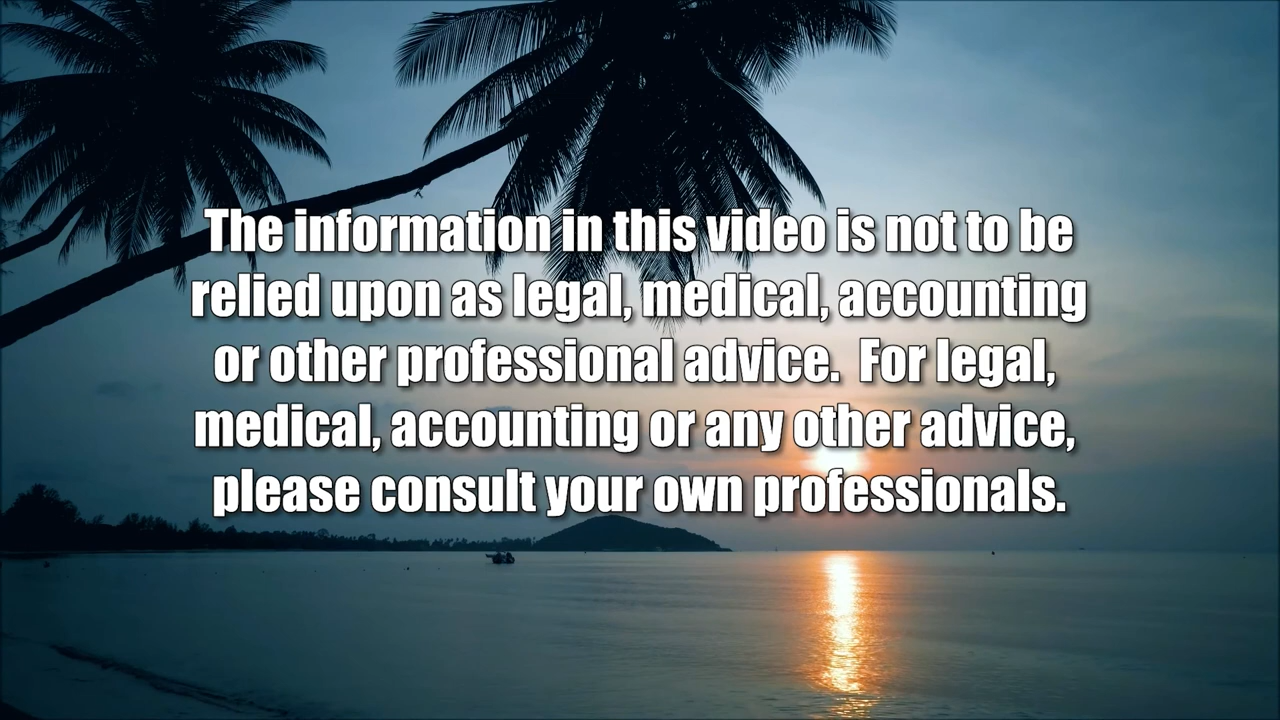 The information in this video is not to be
relied upon as legal, medical, accounting
or other professional advice.  For legal,
medical, accounting or any other advice,
please consult your own professionals.